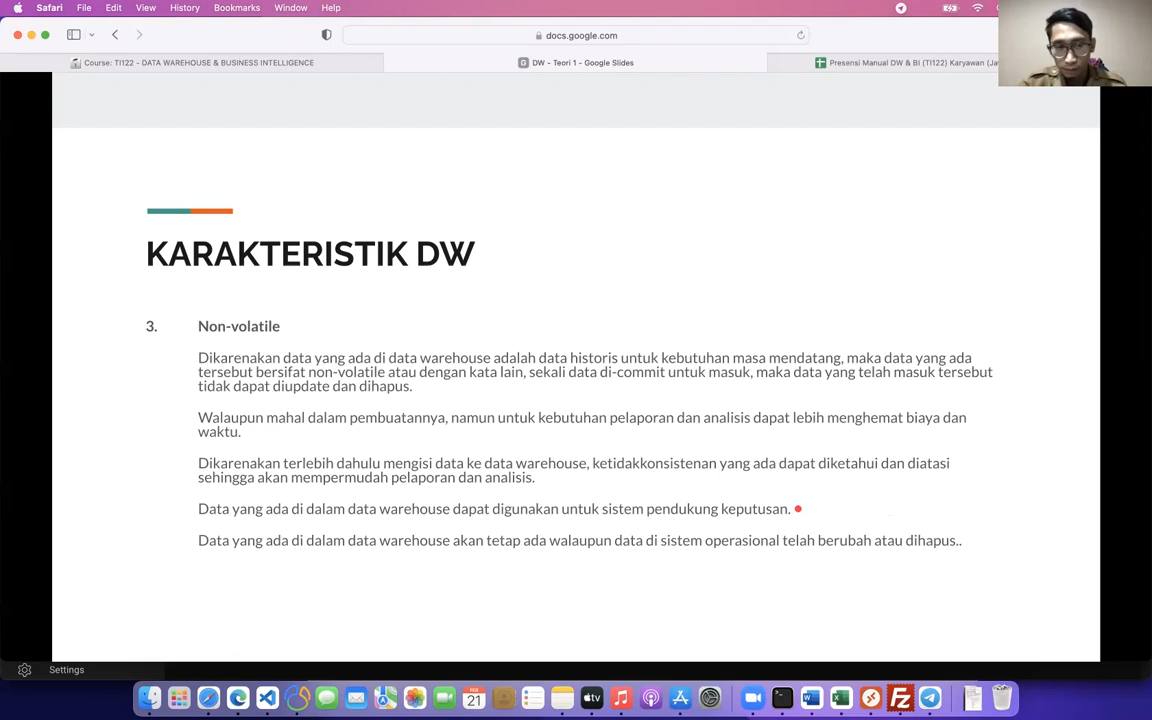 Safari File Edit View History Bookmarks Window Help
docs.google.com
Course: TI122 - DATA WAREHOUSE & BUSINESS INTELLIGENCE
DW - Teori 1 - Google Slides
Presensi Manual DW & BI (TI122) Karyawan
KARAKTERISTIK DW
3. Non-volatile
Dikarenakan data yang ada di data warehouse adalah data historis untuk kebutuhan masa mendatang, maka data yang ada
tersebut bersifat non-volatile atau dengan kata lain, sekali data di-commit untuk masuk, maka data yang telah masuk tersebut
tidak dapat diupdate dan dihapus.
Walaupun mahal dalam pembuatannya, namun untuk kebutuhan pelaporan dan analisis dapat lebih menghemat biaya dan
waktu.
Dikarenakan terlebih dahulu mengisi data ke data warehouse, ketidakkonsistenan yang ada dapat diketahui dan diatasi
sehingga akan mempermudah pelaporan dan analisis.
Data yang ada di dalam data warehouse dapat digunakan untuk sistem pendukung keputusan.
Data yang ada di dalam data warehouse akan tetap ada walaupun data di sistem operasional telah berubah atau dihapus..
Settings
21